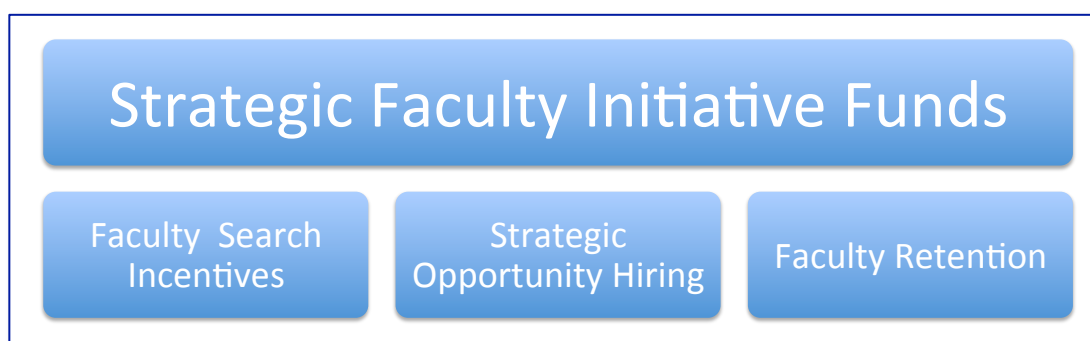 Strategic Faculty Initiative Funds
Faculty Search
Incentives
Strategic
Opportunity Hiring
Faculty Retention